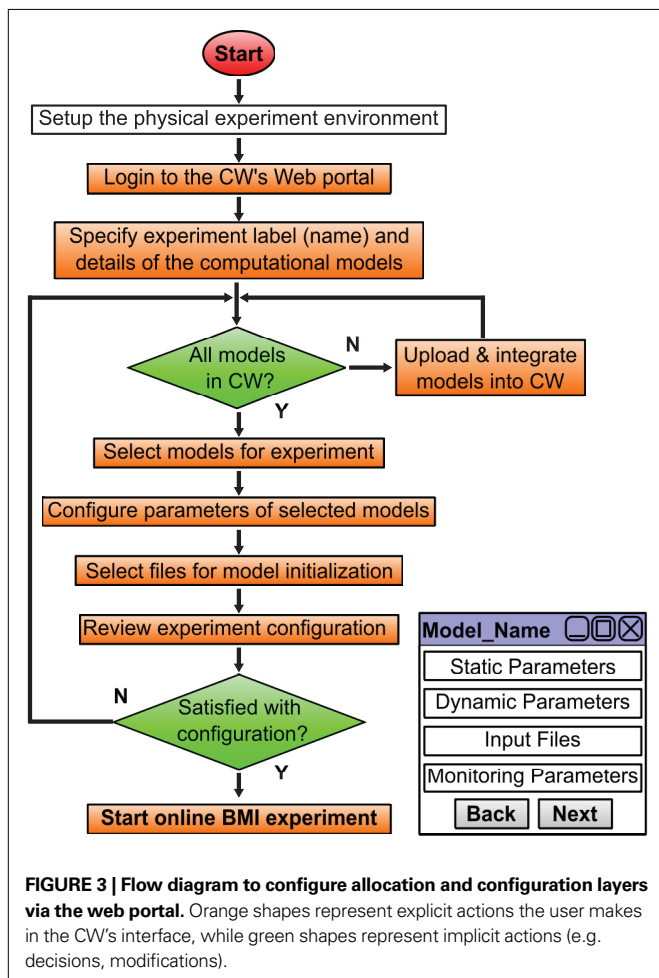 Start
Setup the physical experiment environment
Login to the CW's Web portal
Specify experiment label (name) and
details of the computational models
All models
in CW?
N
Upload & integrate
models into CW
Y
Select models for experiment
Configure parameters of selected models
Select files for model initialization
Review experiment configuration
N
Satisfied with
configuration?
Y
Start online BMI experiment
Model_Name
Static Parameters
Dynamic Parameters
Input Files
Monitoring Parameters
Back Next
FIGURE 3 | Flow diagram to configure allocation and configuration layers
via the web portal. Orange shapes represent explicit actions the user makes
in the CW's interface, while green shapes represent implicit actions (e.g.
decisions, modifications).